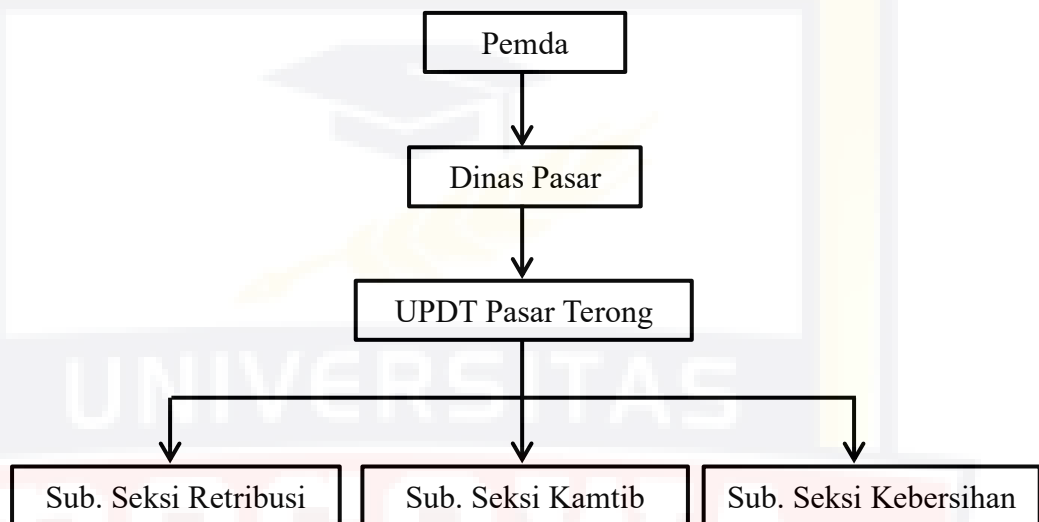 Pemda
Dinas Pasar
UPDT Pasar Terong
UNIVERSITAS
Sub. Seksi Retribusi
Sub. Seksi Kamtib
Sub. Seksi Kebersihan